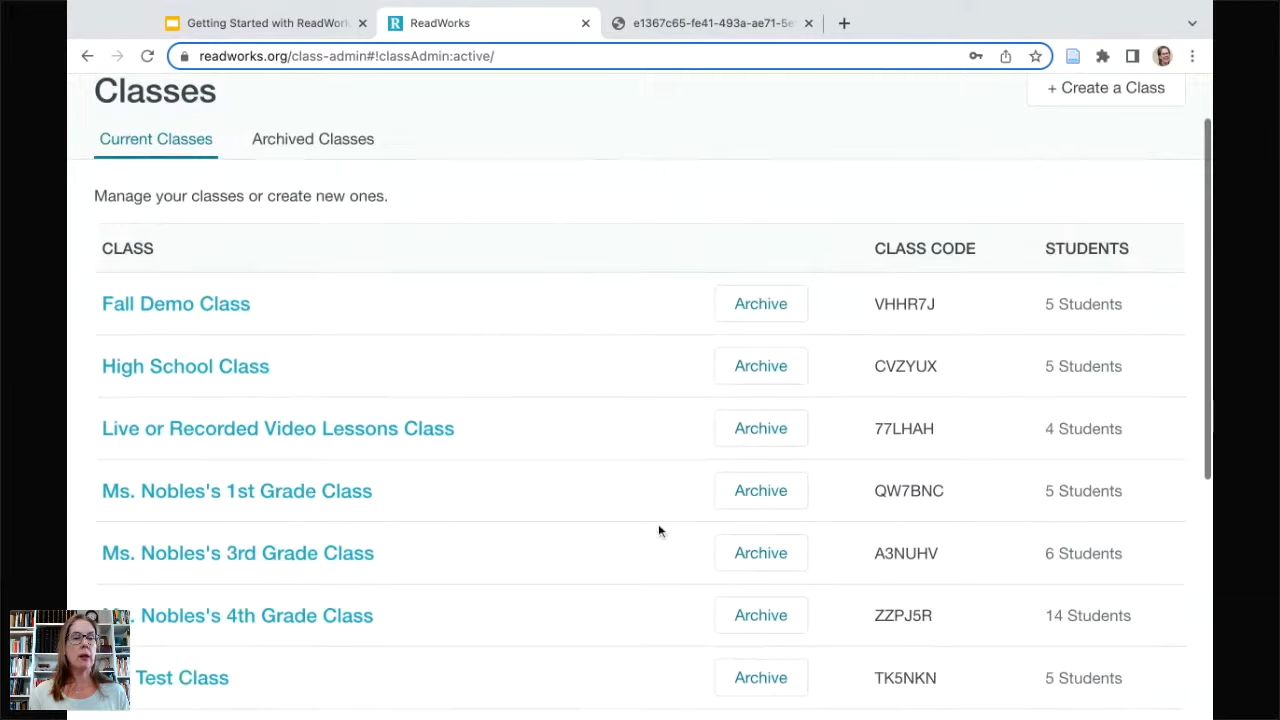 Getting Started with ReadWork
ReadWorks
e1367c65-fe41-493a-ae71-5e
readworks.org/class-admin#!classAdmin:active/
Classes
+ Create a Class
Current Classes Archived Classes
Manage your classes or create new ones.
CLASS CLASS CODE STUDENTS
Fall Demo Class Archive VHHR7J 5 Students
High School Class Archive CVZYUX 5 Students
Live or Recorded Video Lessons Class Archive 77LHAH 4 Students
Ms. Nobles's 1st Grade Class Archive QW7BNC 5 Students
Ms. Nobles's 3rd Grade Class Archive A3NUHV 6 Students
. Nobles's 4th Grade Class Archive ZZPJ5R 14 Students
Test Class Archive TK5NKN 5 Students